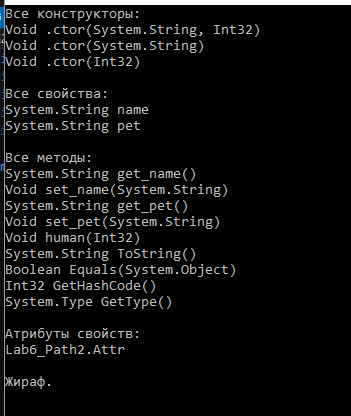 Все конструкторы:
Void .ctor(System.String, Int32)
Void .ctor(System.String)
Void .ctor(Int32)
Все свойства:
System.String name
System.String pet
Все методы:
System.String get_name()
Void set_name(System.String)
System.String get_pet()
Void set_pet(System.String)
Void human(Int32)
System.String ToString()
Boolean Equals(System.Object)
Int32 GetHashCode()
System.Type GetType()
Атрибуты свойств:
Lab6_Path2.Attr
Жираф.